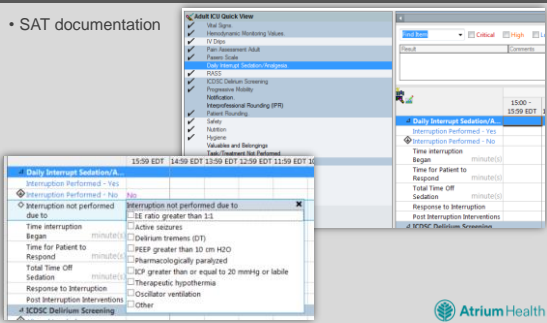 • SAT documentation
Adult ICU Quick View
Vital Signs
Hemodynamic Monitoring Values
IV Drips
Pain Assessment Adult
Pasero Scale
Daily Interrupt Sedation/Analgesia
RASS
ICDSC Delirium Screening
Progressive Mobility
Notification
Interprofessional Rounding (IPR)
Patient Rounding
Safety
Nutrition
Hygiene
Valuables and Belongings
Task/Treatment Not Performed
Find Item
Critical
High
Result
Comments
15:00 -
15:59 EDT
Daily Interrupt Sedation/A...
Interruption Performed - Yes
Interruption Performed - No
Time interruption
Began minute(s)
Time for Patient to
Respond minute(s)
Total Time Off
Sedation minute(s)
Response to Interruption
Post Interruption Interventions
ICDSC Delirium Screening
15:59 EDT 14:59 EDT 13:59 EDT 12:59 EDT 11:59 EDT
Daily Interrupt Sedation/A...
Interruption Performed - Yes
Interruption Performed - No No
Interruption not performed
due to
Time interruption
Began minute(s)
Time for Patient to
Respond minute(s)
Total Time Off
Sedation minute(s)
Response to Interruption
Post Interruption Interventions
ICDSC Delirium Screening
Interruption not performed due to
EE ratio greater than 1:1
Active seizures
Delirium tremens (DT)
PEEP greater than 10 cm H2O
Pharmacologically paralyzed
ICP greater than or equal to 20 mmHg or labile
Therapeutic hypothermia
Oscillator ventilation
Other
Atrium Health